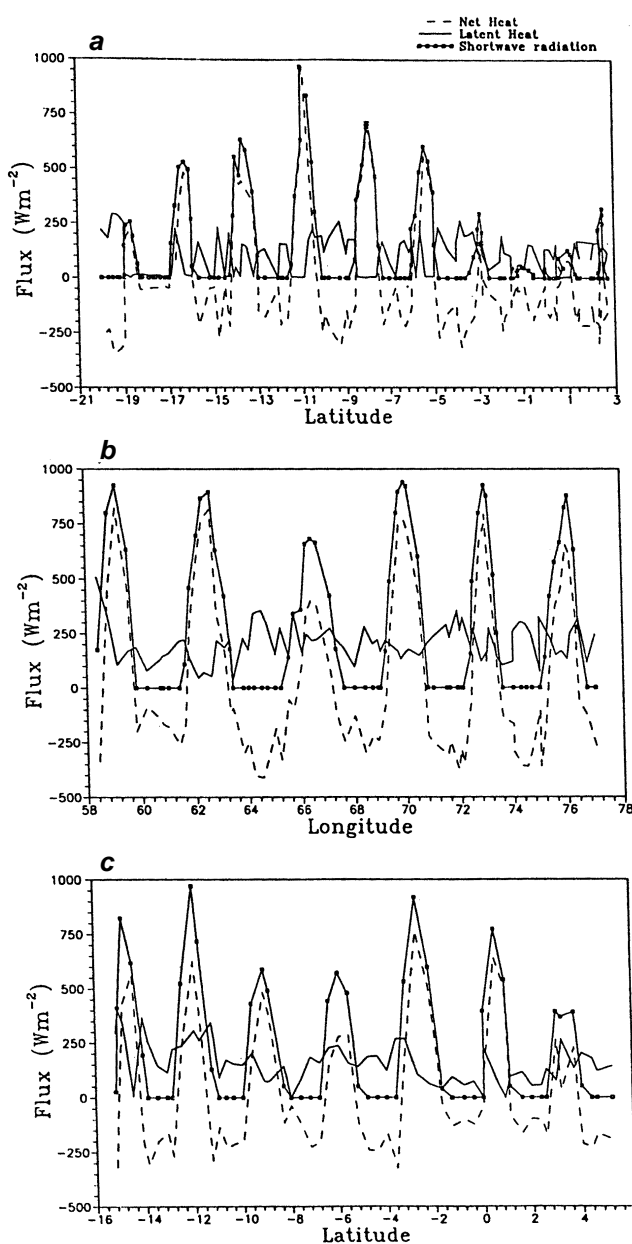 a
Net Heat
Latent Heat
Shortwave radiation
1000
750
500
250
0
-250
-500
Flux (Wm⁻²)
-21 -19 -17 -15 -13 -11 -9 -7 -5 -3 -1 1 3
Latitude
b
1000
750
500
250
0
-250
-500
Flux (Wm⁻²)
58 60 62 64 66 68 70 72 74 76 78
Longitude
c
1000
750
500
250
0
-250
-500
Flux (Wm⁻²)
-16 -14 -12 -10 -8 -6 -4 -2 0 2 4
Latitude